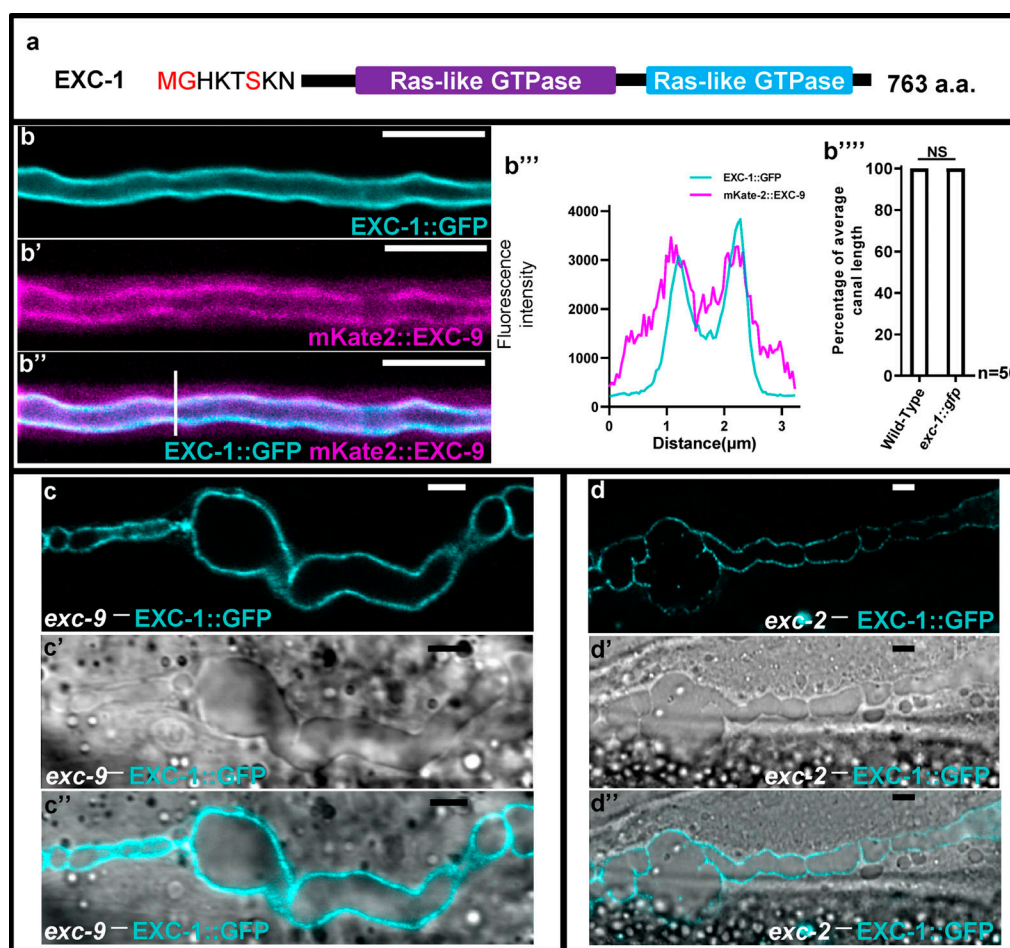 a
EXC-1 MGHKTSKN Ras-like GTPase Ras-like GTPase 763 a.a.
b
EXC-1::GFP
b'
mKate2::EXC-9
b''
EXC-1::GFP mKate2::EXC-9
b'''
EXC-1::GFP
mKate-2::EXC-9
Fluorescence
intensity
4000
3000
2000
1000
0
0 1 2 3
Distance(µm)
b''''
NS
Percentage of average
canal length
100
80
60
40
20
0
Wild-Type
exc-1::gfp
c
exc-9 — EXC-1::GFP
c'
exc-9 — EXC-1::GFP
c''
exc-9 — EXC-1::GFP
d
exc-2 — EXC-1::GFP
d'
exc-2 — EXC-1::GFP
d''
exc-2 — EXC-1::GFP